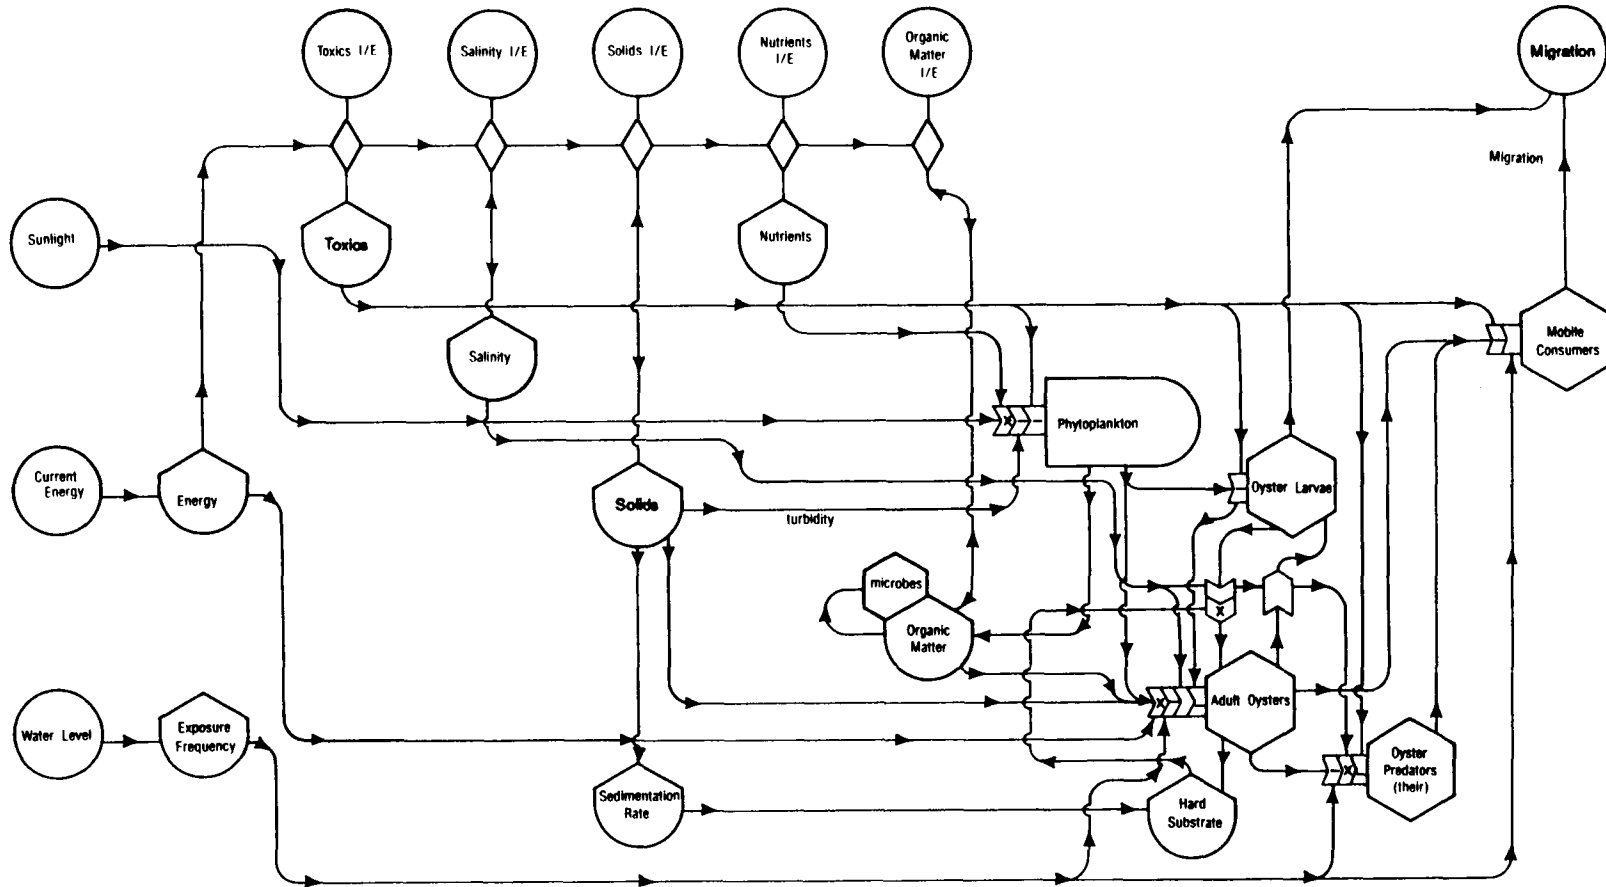 Toxics I/E
Salinity I/E
Solids I/E
Nutrients
I/E
Organic
Matter
I/E
Migration
Migration
Sunlight
Toxics
Nutrients
Mobile
Consumers
Salinity
x
Phytoplankton
Current
Energy
Energy
Solids
turbidity
Oyster Larvae
microbes
Organic
Matter
x
Water Level
Exposure
Frequency
x
Adult Oysters
x
Oyster
Predators
(their)
Sedimentation
Rate
Hard
Substrate